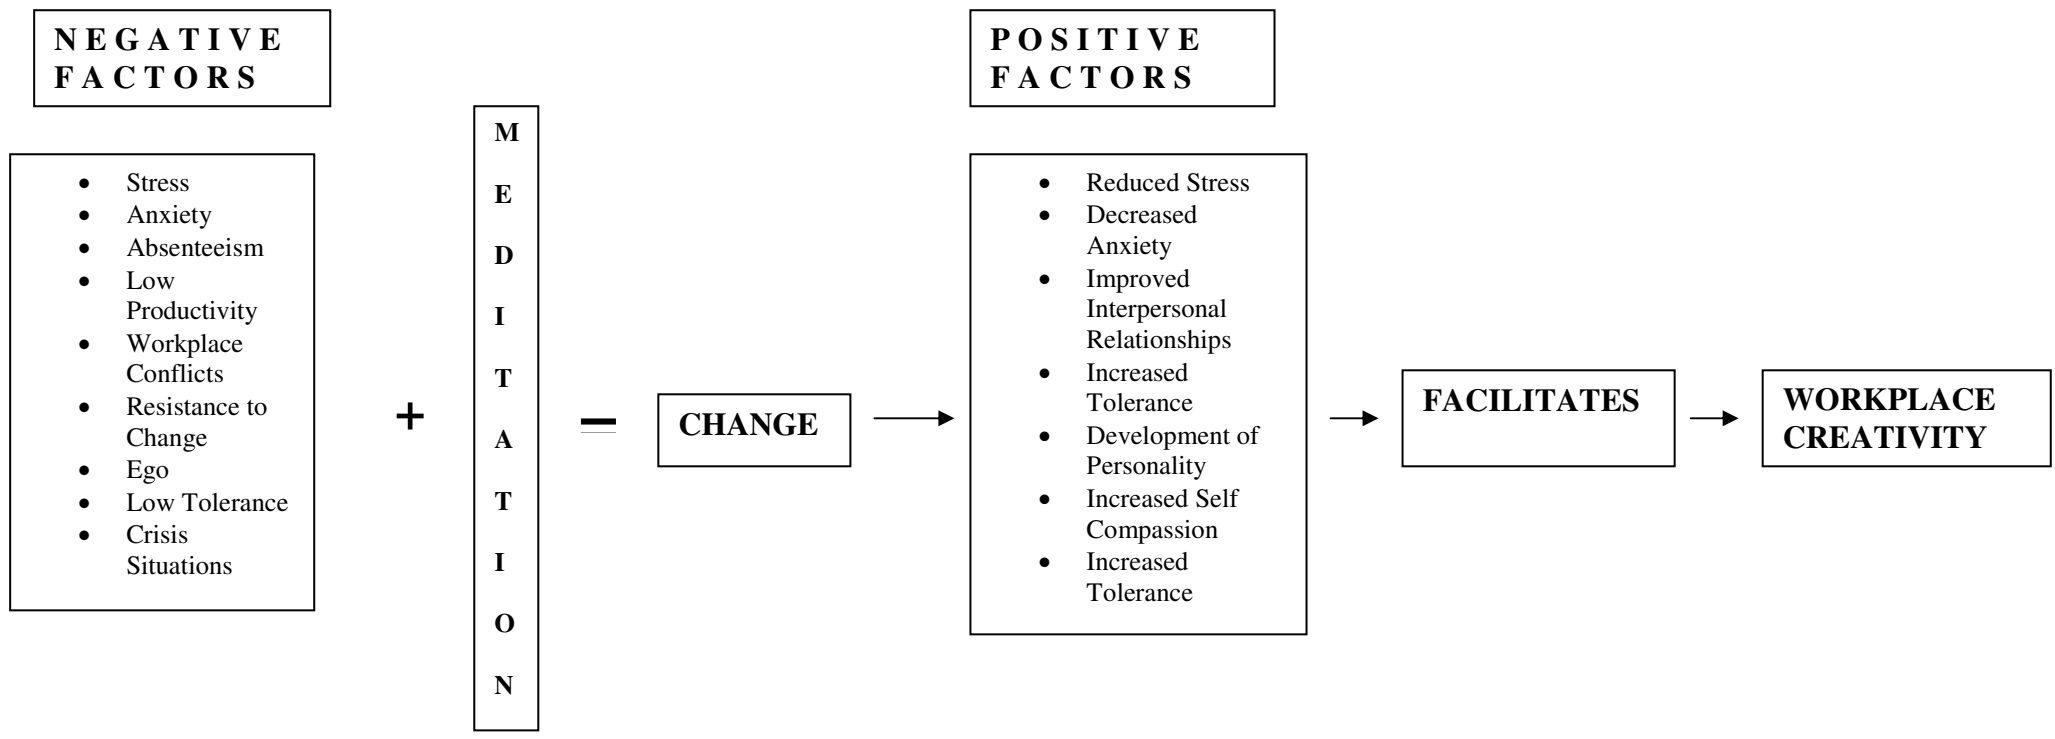 N E G A T I V E
F A C T O R S
• Stress
• Anxiety
• Absenteeism
• Low
Productivity
• Workplace
Conflicts
• Resistance to
Change
• Ego
• Low Tolerance
• Crisis
Situations
+
M
E
D
I
T
A
T
I
O
N
=
CHANGE
P O S I T I V E
F A C T O R S
• Reduced Stress
• Decreased
Anxiety
• Improved
Interpersonal
Relationships
• Increased
Tolerance
• Development of
Personality
• Increased Self
Compassion
• Increased
Tolerance
FACILITATES
WORKPLACE
CREATIVITY